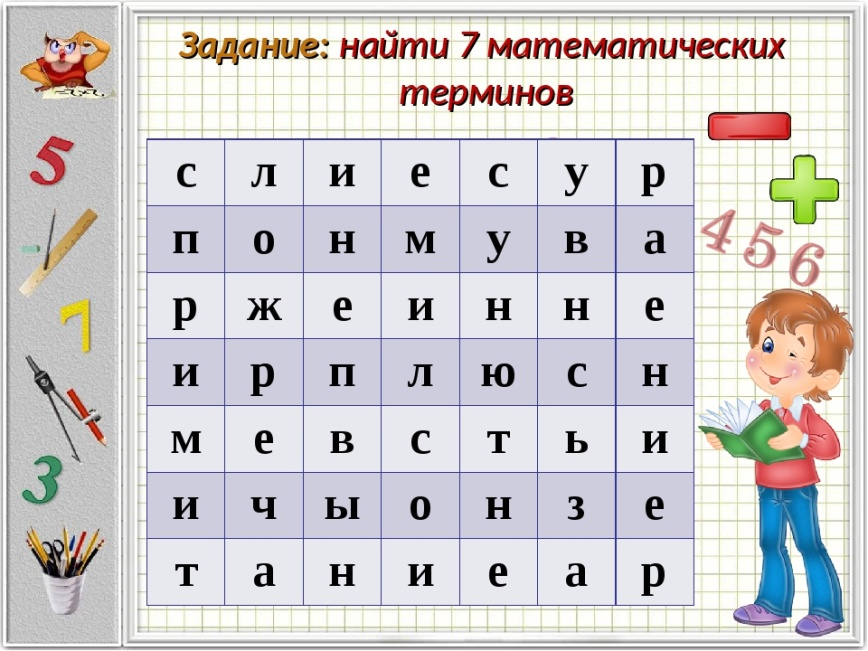 Задание: найти 7 математических
терминов
с л и е с у р
п о н м у в а
р ж е и н н е
и р п л ю с н
м е в с т ь и
и ч ы о н з е
т а н и е а р
5
7
3
4 5 6